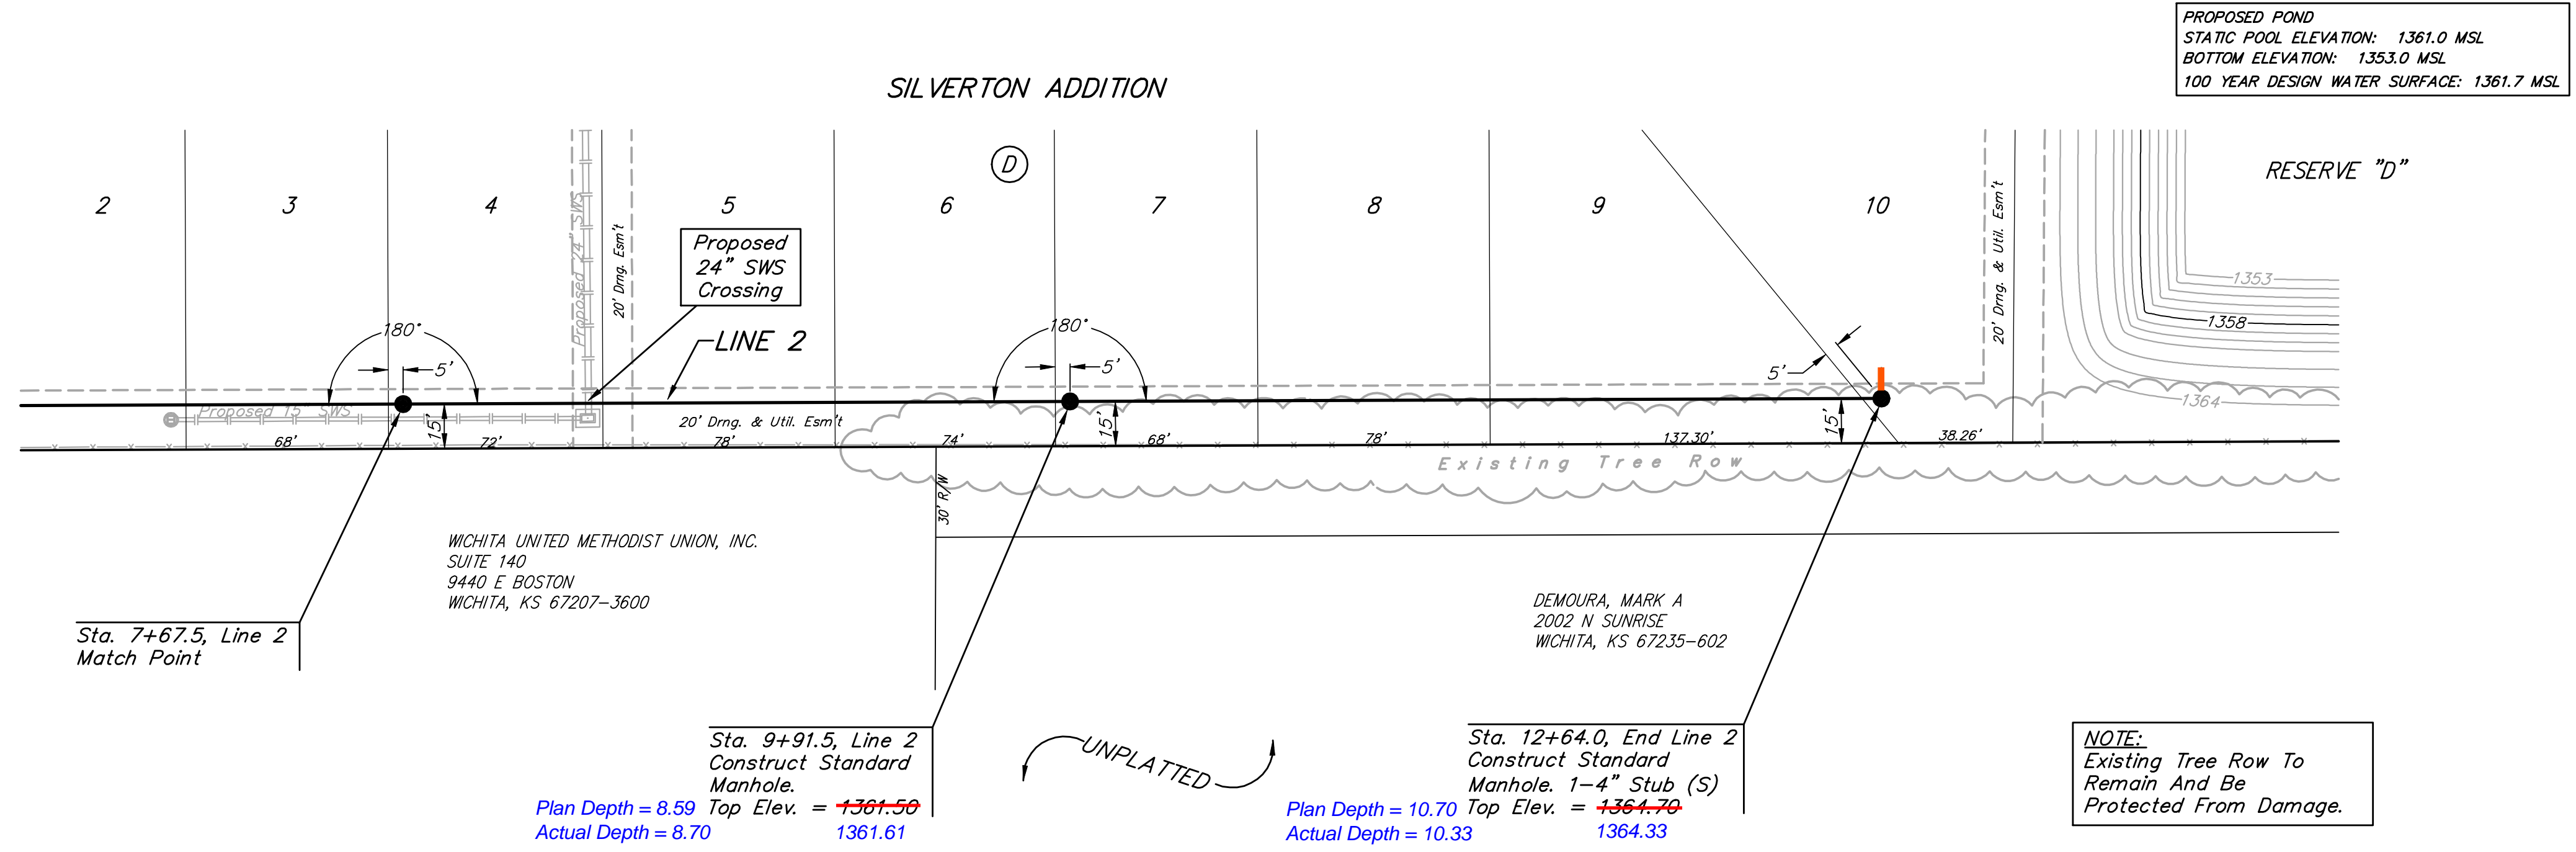 PROPOSED POND
STATIC POOL ELEVATION: 1361.0 MSL
BOTTOM ELEVATION: 1353.0 MSL
100 YEAR DESIGN WATER SURFACE: 1361.7 MSL
SILVERTON ADDITION
D
RESERVE "D"
2
3
4
5
6
7
8
9
10
Proposed 24" SWS
20' Drng. Esm't
Proposed
24" SWS
Crossing
20' Drng. & Util. Esm't
1353
1358
1364
180°
5'
LINE 2
180°
5'
5'
Proposed 15" SWS
15'
20' Drng. & Util. Esm't
15'
15'
68'
72'
78'
74'
68'
78'
137.30'
38.26'
Existing Tree Row
30' R/W
WICHITA UNITED METHODIST UNION, INC.
SUITE 140
9440 E BOSTON
WICHITA, KS 67207-3600
DEMOURA, MARK A
2002 N SUNRISE
WICHITA, KS 67235-602
Sta. 7+67.5, Line 2
Match Point
Sta. 9+91.5, Line 2
Construct Standard
Manhole.
Top Elev. = 1361.50
1361.61
Plan Depth = 8.59
Actual Depth = 8.70
UNPLATTED
Sta. 12+64.0, End Line 2
Construct Standard
Manhole. 1-4" Stub (S)
Top Elev. = 1364.70
1364.33
Plan Depth = 10.70
Actual Depth = 10.33
NOTE:
Existing Tree Row To
Remain And Be
Protected From Damage.